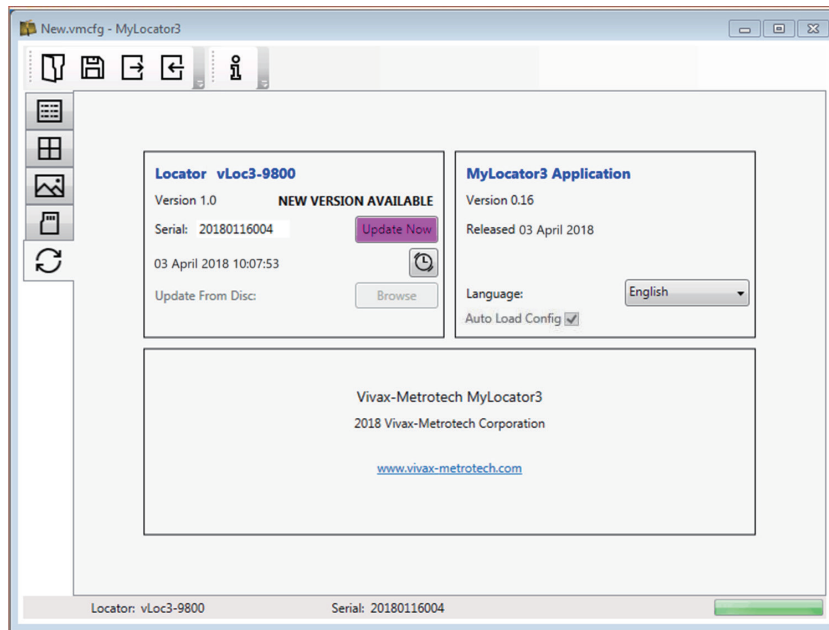 New.vmcfg - MyLocator3
Locator vLoc3-9800
Version 1.0 NEW VERSION AVAILABLE
Serial: 20180116004 Update Now
03 April 2018 10:07:53
Update From Disc: Browse
MyLocator3 Application
Version 0.16
Released 03 April 2018
Language: English
Auto Load Config
Vivax-Metrotech MyLocator3
2018 Vivax-Metrotech Corporation
www.vivax-metrotech.com
Locator: vLoc3-9800 Serial: 20180116004